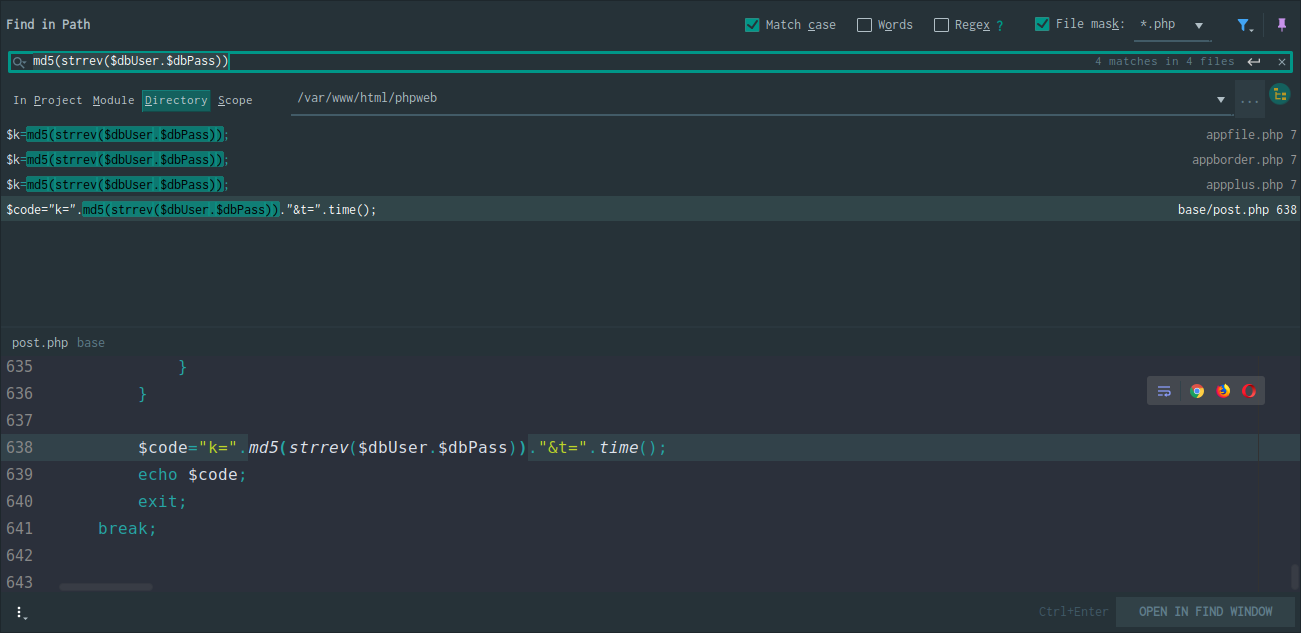 Find in Path Match case Words Regex ? File mask: *.php
md5(strrev($dbUser.$dbPass)) 4 matches in 4 files
In Project Module Directory Scope /var/www/html/phpweb ...
$k=md5(strrev($dbUser.$dbPass)); appfile.php 7
$k=md5(strrev($dbUser.$dbPass)); appborder.php 7
$k=md5(strrev($dbUser.$dbPass)); appplus.php 7
$code="k=".md5(strrev($dbUser.$dbPass))."&t=".time(); base/post.php 638
post.php base
635 }
636 }
637
638 $code="k=".md5(strrev($dbUser.$dbPass))."&t=".time();
639 echo $code;
640 exit;
641 break;
642
643
Ctrl+Enter OPEN IN FIND WINDOW